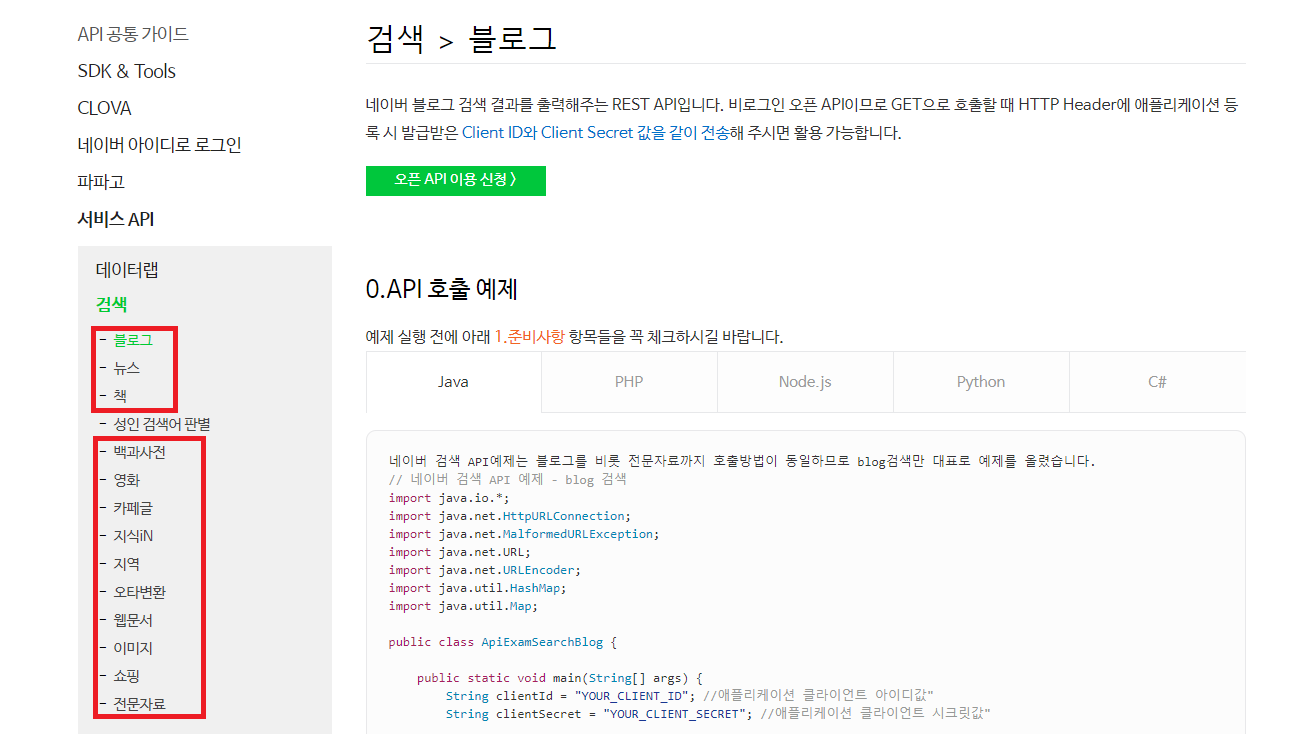 API 공통 가이드
SDK & Tools
CLOVA
네이버 아이디로 로그인
파파고
서비스 API
데이터랩
검색
- 블로그
- 뉴스
- 책
- 성인 검색어 판별
- 백과사전
- 영화
- 카페글
- 지식iN
- 지역
- 오타변환
- 웹문서
- 이미지
- 쇼핑
- 전문자료
검색 > 블로그
네이버 블로그 검색 결과를 출력해주는 REST API입니다. 비로그인 오픈 API이므로 GET으로 호출할 때 HTTP Header에 애플리케이션 등
록 시 발급받은 Client ID와 Client Secret 값을 같이 전송해 주시면 활용 가능합니다.
오픈 API 이용 신청 >
0.API 호출 예제
예제 실행 전에 아래 1.준비사항 항목들을 꼭 체크하시길 바랍니다.
Java PHP Node.js Python C#
네이버 검색 API예제는 블로그를 비롯 전문자료까지 호출방법이 동일하므로 blog검색만 대표로 예제를 올렸습니다.
// 네이버 검색 API 예제 - blog 검색
import java.io.*;
import java.net.HttpURLConnection;
import java.net.MalformedURLException;
import java.net.URL;
import java.net.URLEncoder;
import java.util.HashMap;
import java.util.Map;
public class ApiExamSearchBlog {
public static void main(String[] args) {
String clientId = "YOUR_CLIENT_ID"; //애플리케이션 클라이언트 아이디값"
String clientSecret = "YOUR_CLIENT_SECRET"; //애플리케이션 클라이언트 시크릿값"